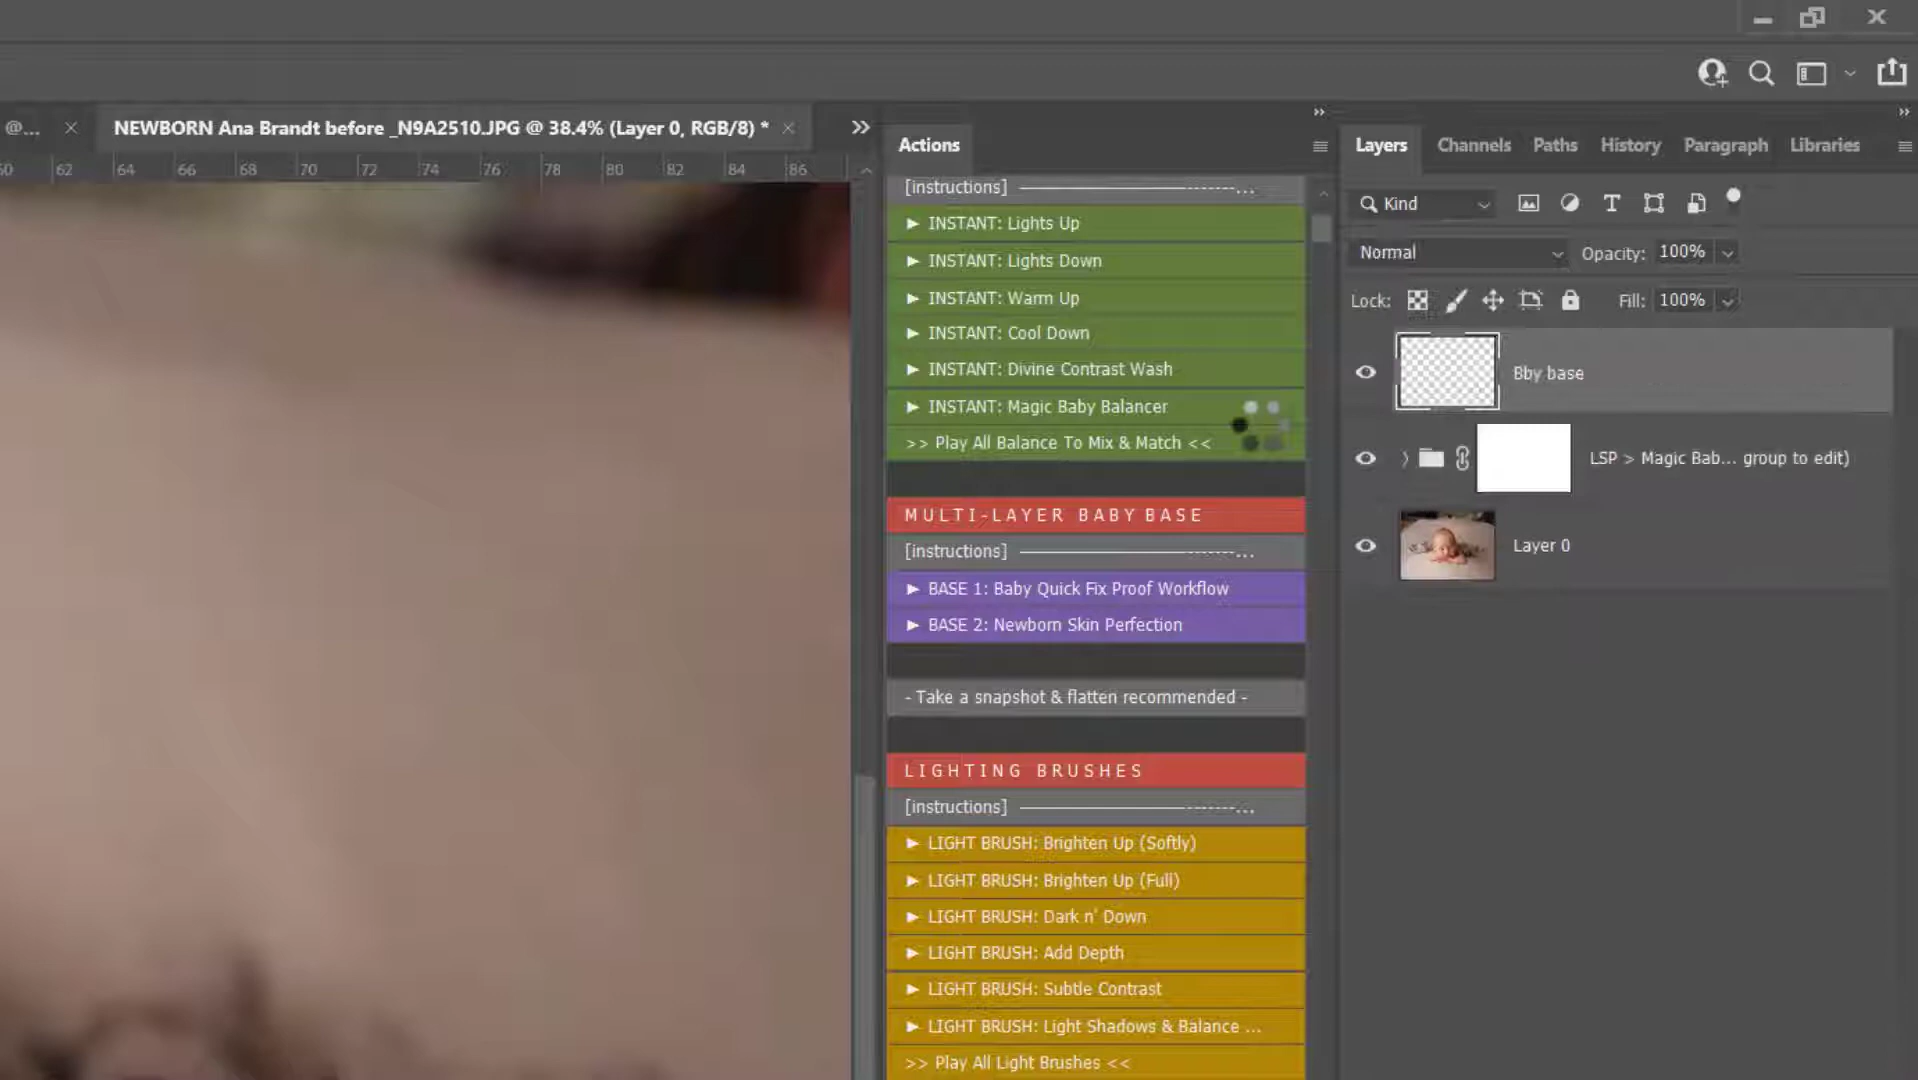 @...
NEWBORN Ana Brandt before _N9A2510.JPG @ 38.4% (Layer 0, RGB/8) *
60 62 64 66 68 70 72 74 76 78 80 82 84 86
Actions
[instructions] ———————-------...
INSTANT: Lights Up
INSTANT: Lights Down
INSTANT: Warm Up
INSTANT: Cool Down
INSTANT: Divine Contrast Wash
INSTANT: Magic Baby Balancer
>> Play All Balance To Mix & Match <<
MULTI-LAYER BABY BASE
[instructions] ———————-------...
BASE 1: Baby Quick Fix Proof Workflow
BASE 2: Newborn Skin Perfection
- Take a snapshot & flatten recommended -
LIGHTING BRUSHES
[instructions] ———————-------...
LIGHT BRUSH: Brighten Up (Softly)
LIGHT BRUSH: Brighten Up (Full)
LIGHT BRUSH: Dark n' Down
LIGHT BRUSH: Add Depth
LIGHT BRUSH: Subtle Contrast
LIGHT BRUSH: Light Shadows & Balance ...
>> Play All Light Brushes <<
Layers Channels Paths History Paragraph Libraries
Kind
Normal Opacity: 100%
Lock: Fill: 100%
Bby base
LSP > Magic Bab... group to edit)
Layer 0